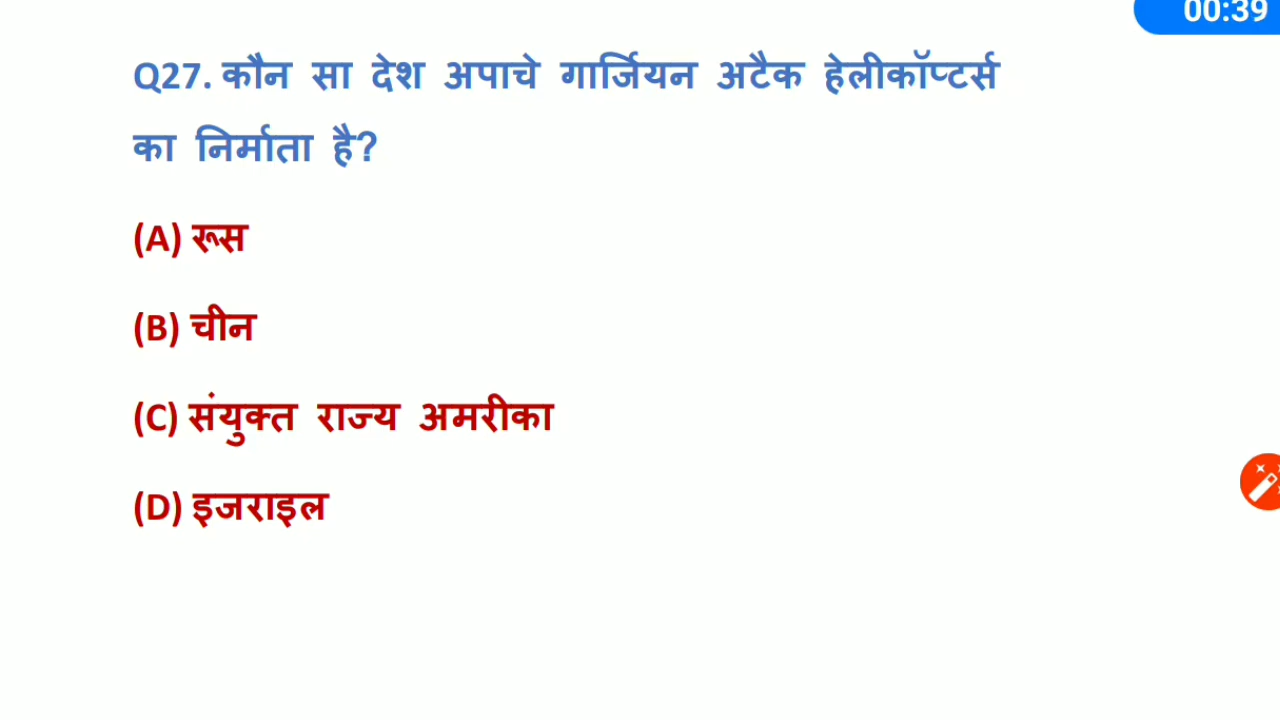 00:39
Q27. कौन सा देश अपाचे गार्जियन अटैक हेलीकॉप्टर्स
का निर्माता है?
(A) रूस
(B) चीन
(C) संयुक्त राज्य अमरीका
(D) इजराइल